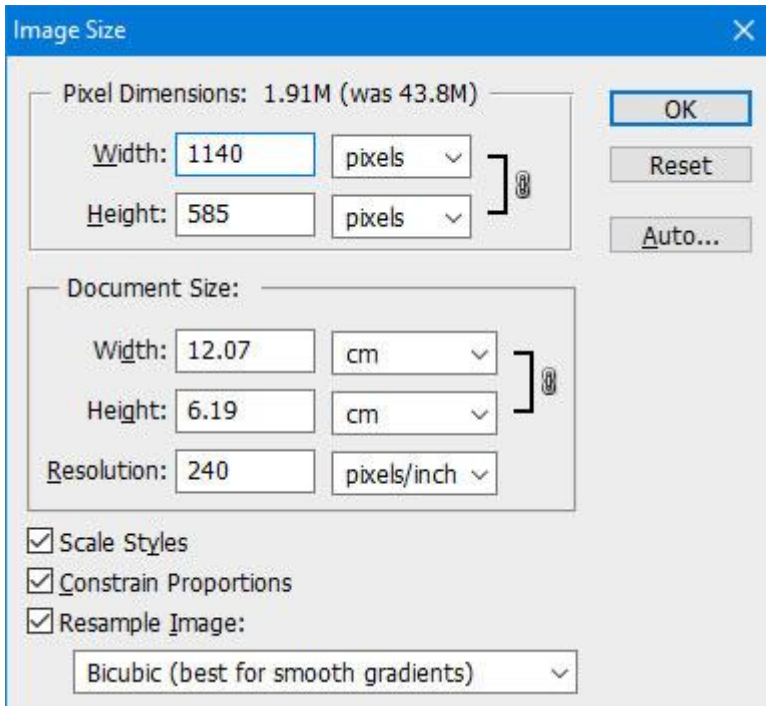 Image Size
Pixel Dimensions: 1.91M (was 43.8M)
OK
Width: 1140 pixels
Reset
Height: 585 pixels
Auto...
Document Size:
Width: 12.07 cm
Height: 6.19 cm
Resolution: 240 pixels/inch
Scale Styles
Constrain Proportions
Resample Image:
Bicubic (best for smooth gradients)